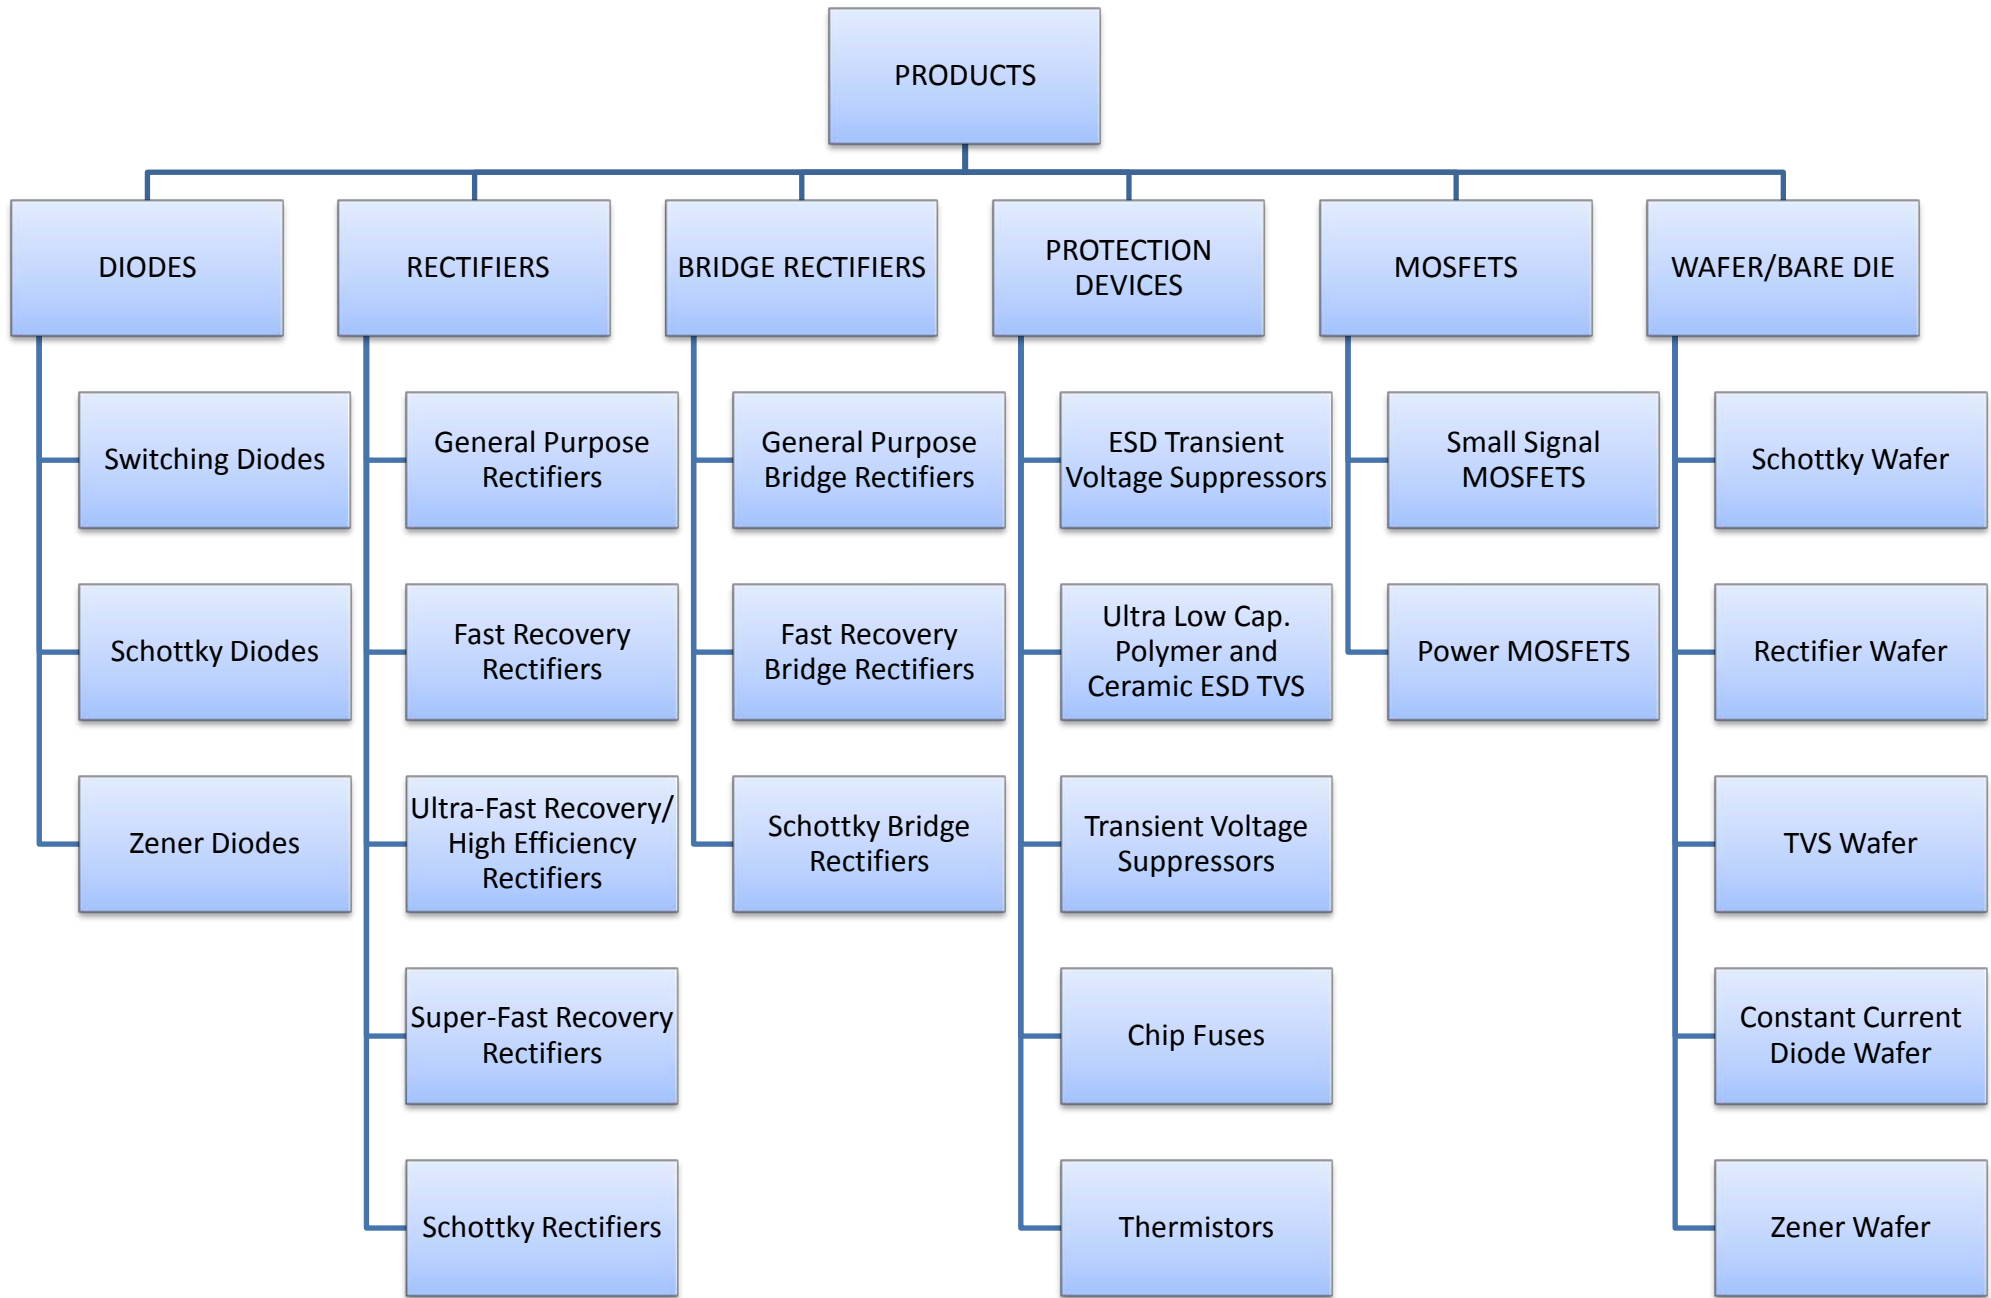 PRODUCTS
DIODES
Switching Diodes
Schottky Diodes
Zener Diodes
RECTIFIERS
General Purpose
Rectifiers
Fast Recovery
Rectifiers
Ultra-Fast Recovery/
High Efficiency
Rectifiers
Super-Fast Recovery
Rectifiers
Schottky Rectifiers
BRIDGE RECTIFIERS
General Purpose
Bridge Rectifiers
Fast Recovery
Bridge Rectifiers
Schottky Bridge
Rectifiers
PROTECTION
DEVICES
ESD Transient
Voltage Suppressors
Ultra Low Cap.
Polymer and
Ceramic ESD TVS
Transient Voltage
Suppressors
Chip Fuses
Thermistors
MOSFETS
Small Signal
MOSFETS
Power MOSFETS
WAFER/BARE DIE
Schottky Wafer
Rectifier Wafer
TVS Wafer
Constant Current
Diode Wafer
Zener Wafer